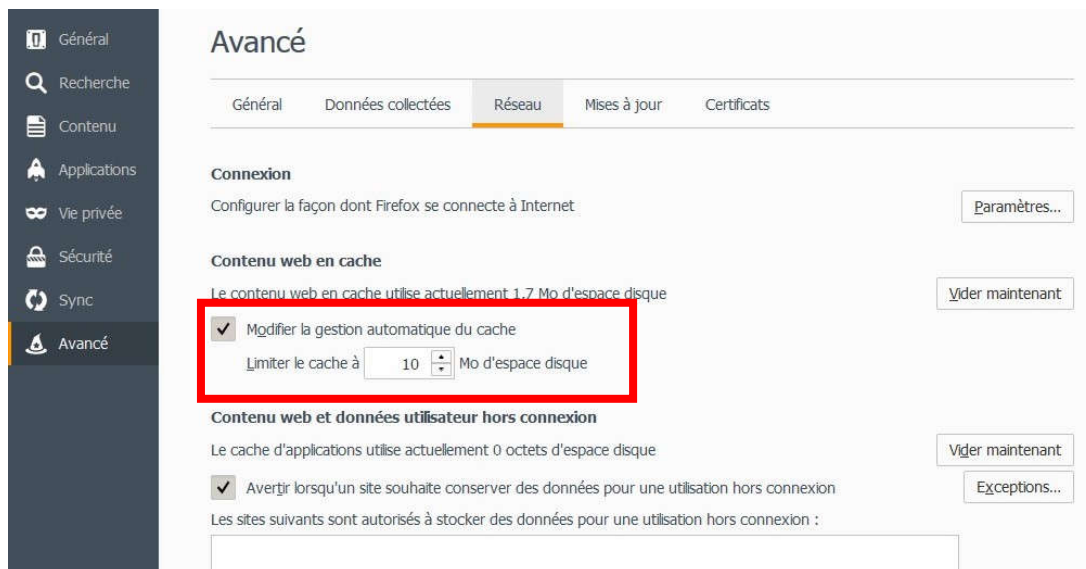 Général
Recherche
Contenu
Applications
Vie privée
Sécurité
Sync
Avancé
Avancé
Général Données collectées Réseau Mises à jour Certificats
Connexion
Configurer la façon dont Firefox se connecte à Internet Paramètres...
Contenu web en cache
Le contenu web en cache utilise actuellement 1,7 Mo d'espace disque Vider maintenant
Modifier la gestion automatique du cache
Limiter le cache à 10 Mo d'espace disque
Contenu web et données utilisateur hors connexion
Le cache d'applications utilise actuellement 0 octets d'espace disque Vider maintenant
Avertir lorsqu'un site souhaite conserver des données pour une utilisation hors connexion Exceptions...
Les sites suivants sont autorisés à stocker des données pour une utilisation hors connexion :